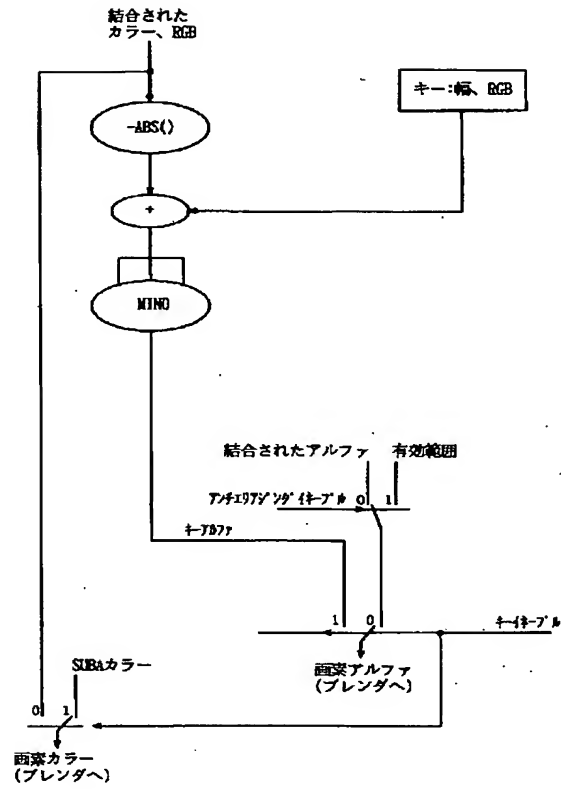 結合された
カラー、RGB
キー:幅、RGB
-ABS()
+
MIN()
結合されたアルファ
有効範囲
アンチエリアジングイネーブル
0 1
キーアルファ
1 0
キーイネーブル
画素アルファ
(ブレンダへ)
SUBAカラー
0 1
画素カラー
(ブレンダへ)